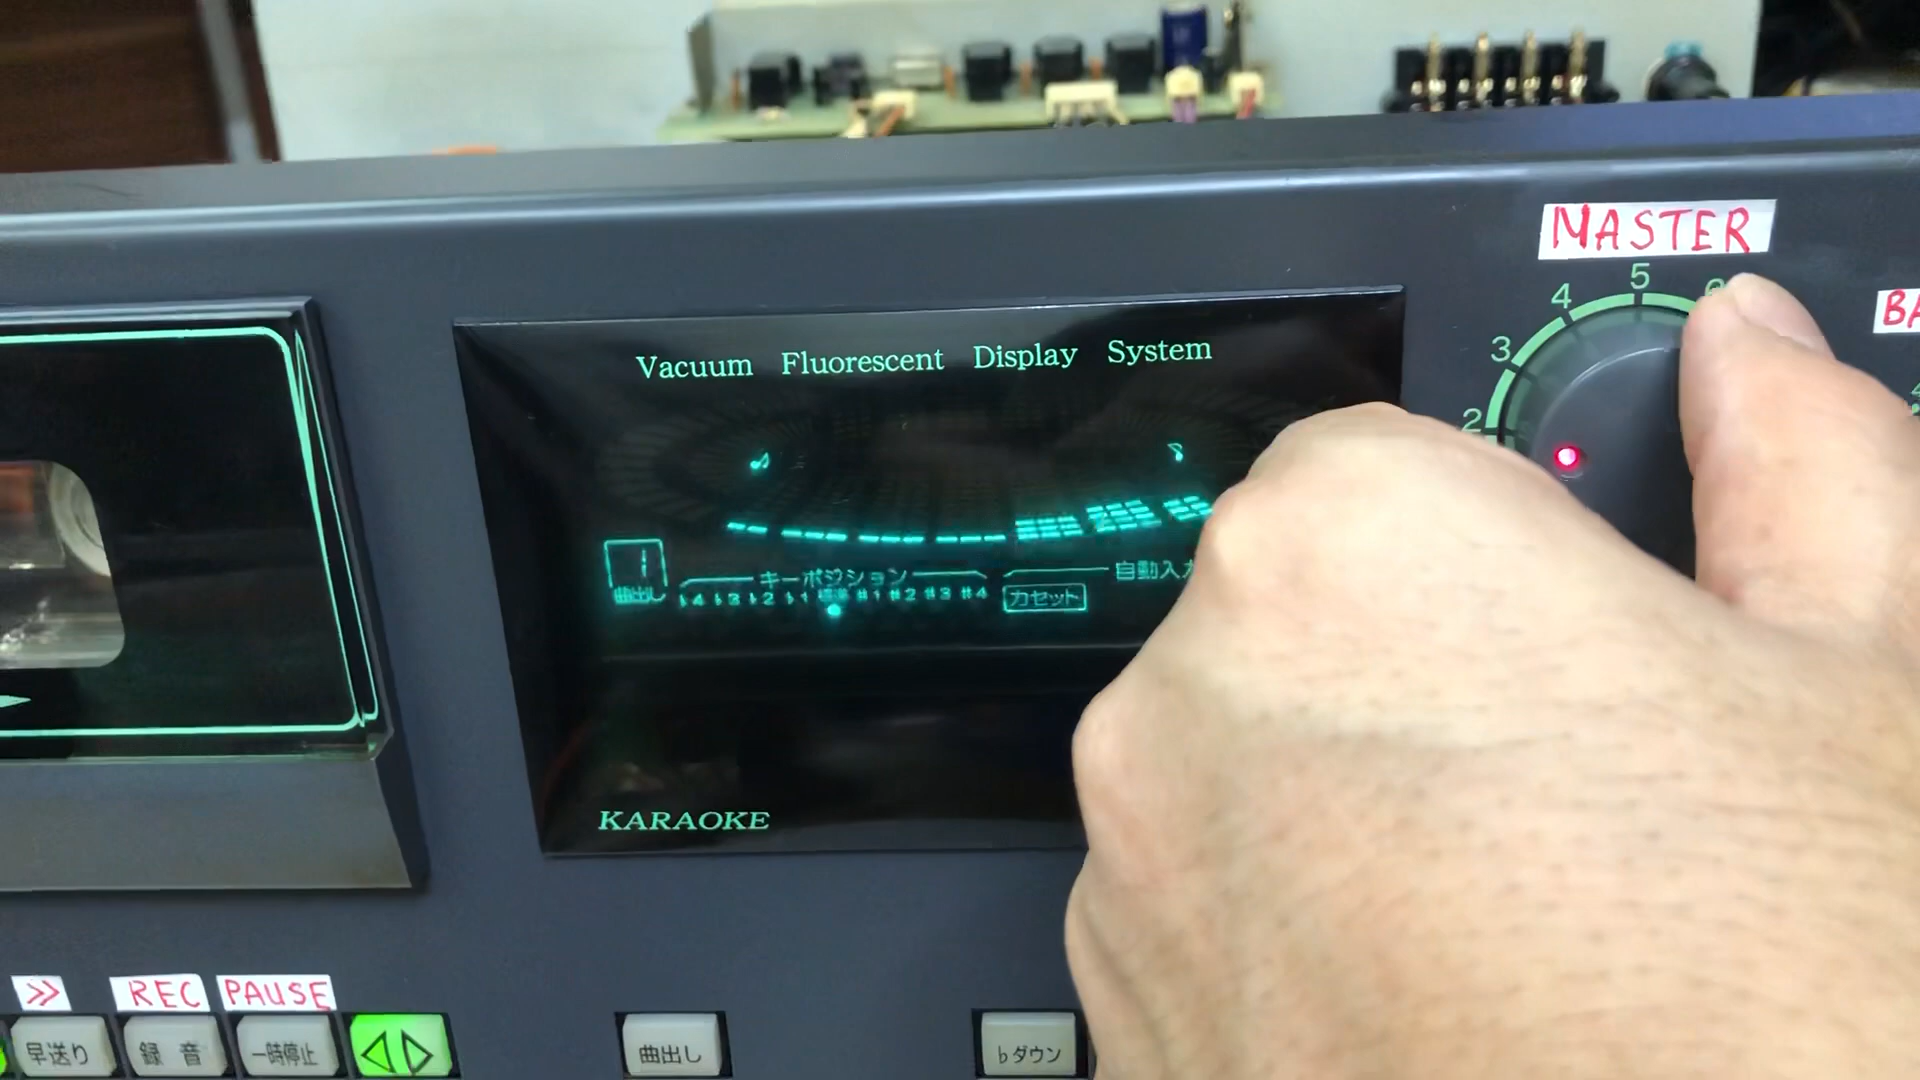 MASTER
4 5
3
2
BA
Vacuum Fluorescent Display System
1
曲出し
キーポジション
♭4 ♭3 ♭2 ♭1 標準 ♯1 ♯2 ♯3 ♯4
自動入
カセット
KARAOKE
>> REC PAUSE
早送り 録音 一時停止 曲出し ♭ダウン